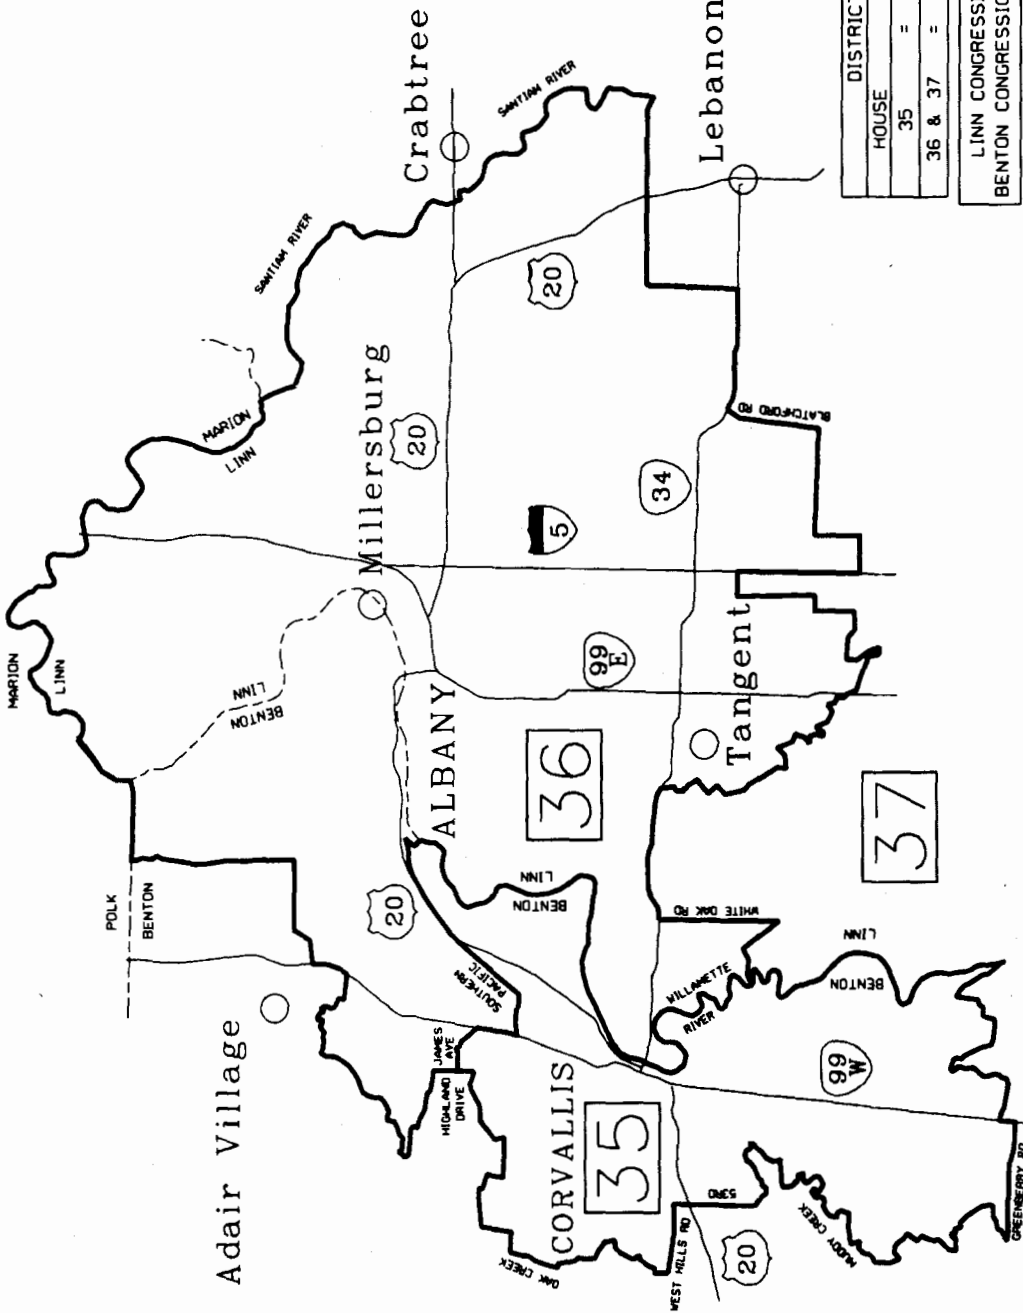 Crabtree
Lebanon
DISTRIC
HOUSE
35 =
36 & 37 =
LINN CONGRESSI
BENTON CONGRESSIO
SANTIAM RIVER
SANTIAM RIVER
MARION
LINN
Millersburg
20
20
5
34
BLATCHFORD RD
MARION
LINN
LINN
BENTON
ALBANY
99
E
Tangent
36
37
POLK
BENTON
20
LINN
BENTON
WHITE OAK RD
SOUTHERN
PACIFIC
WILLAMETTE
RIVER
LINN
BENTON
Adair Village
JAMES
AVE
HIGHLAND
DRIVE
CORVALLIS
35
99
W
OAK CREEK
WEST HILLS RD
53RD
20
MUDDY CREEK
GREENBERRY RD